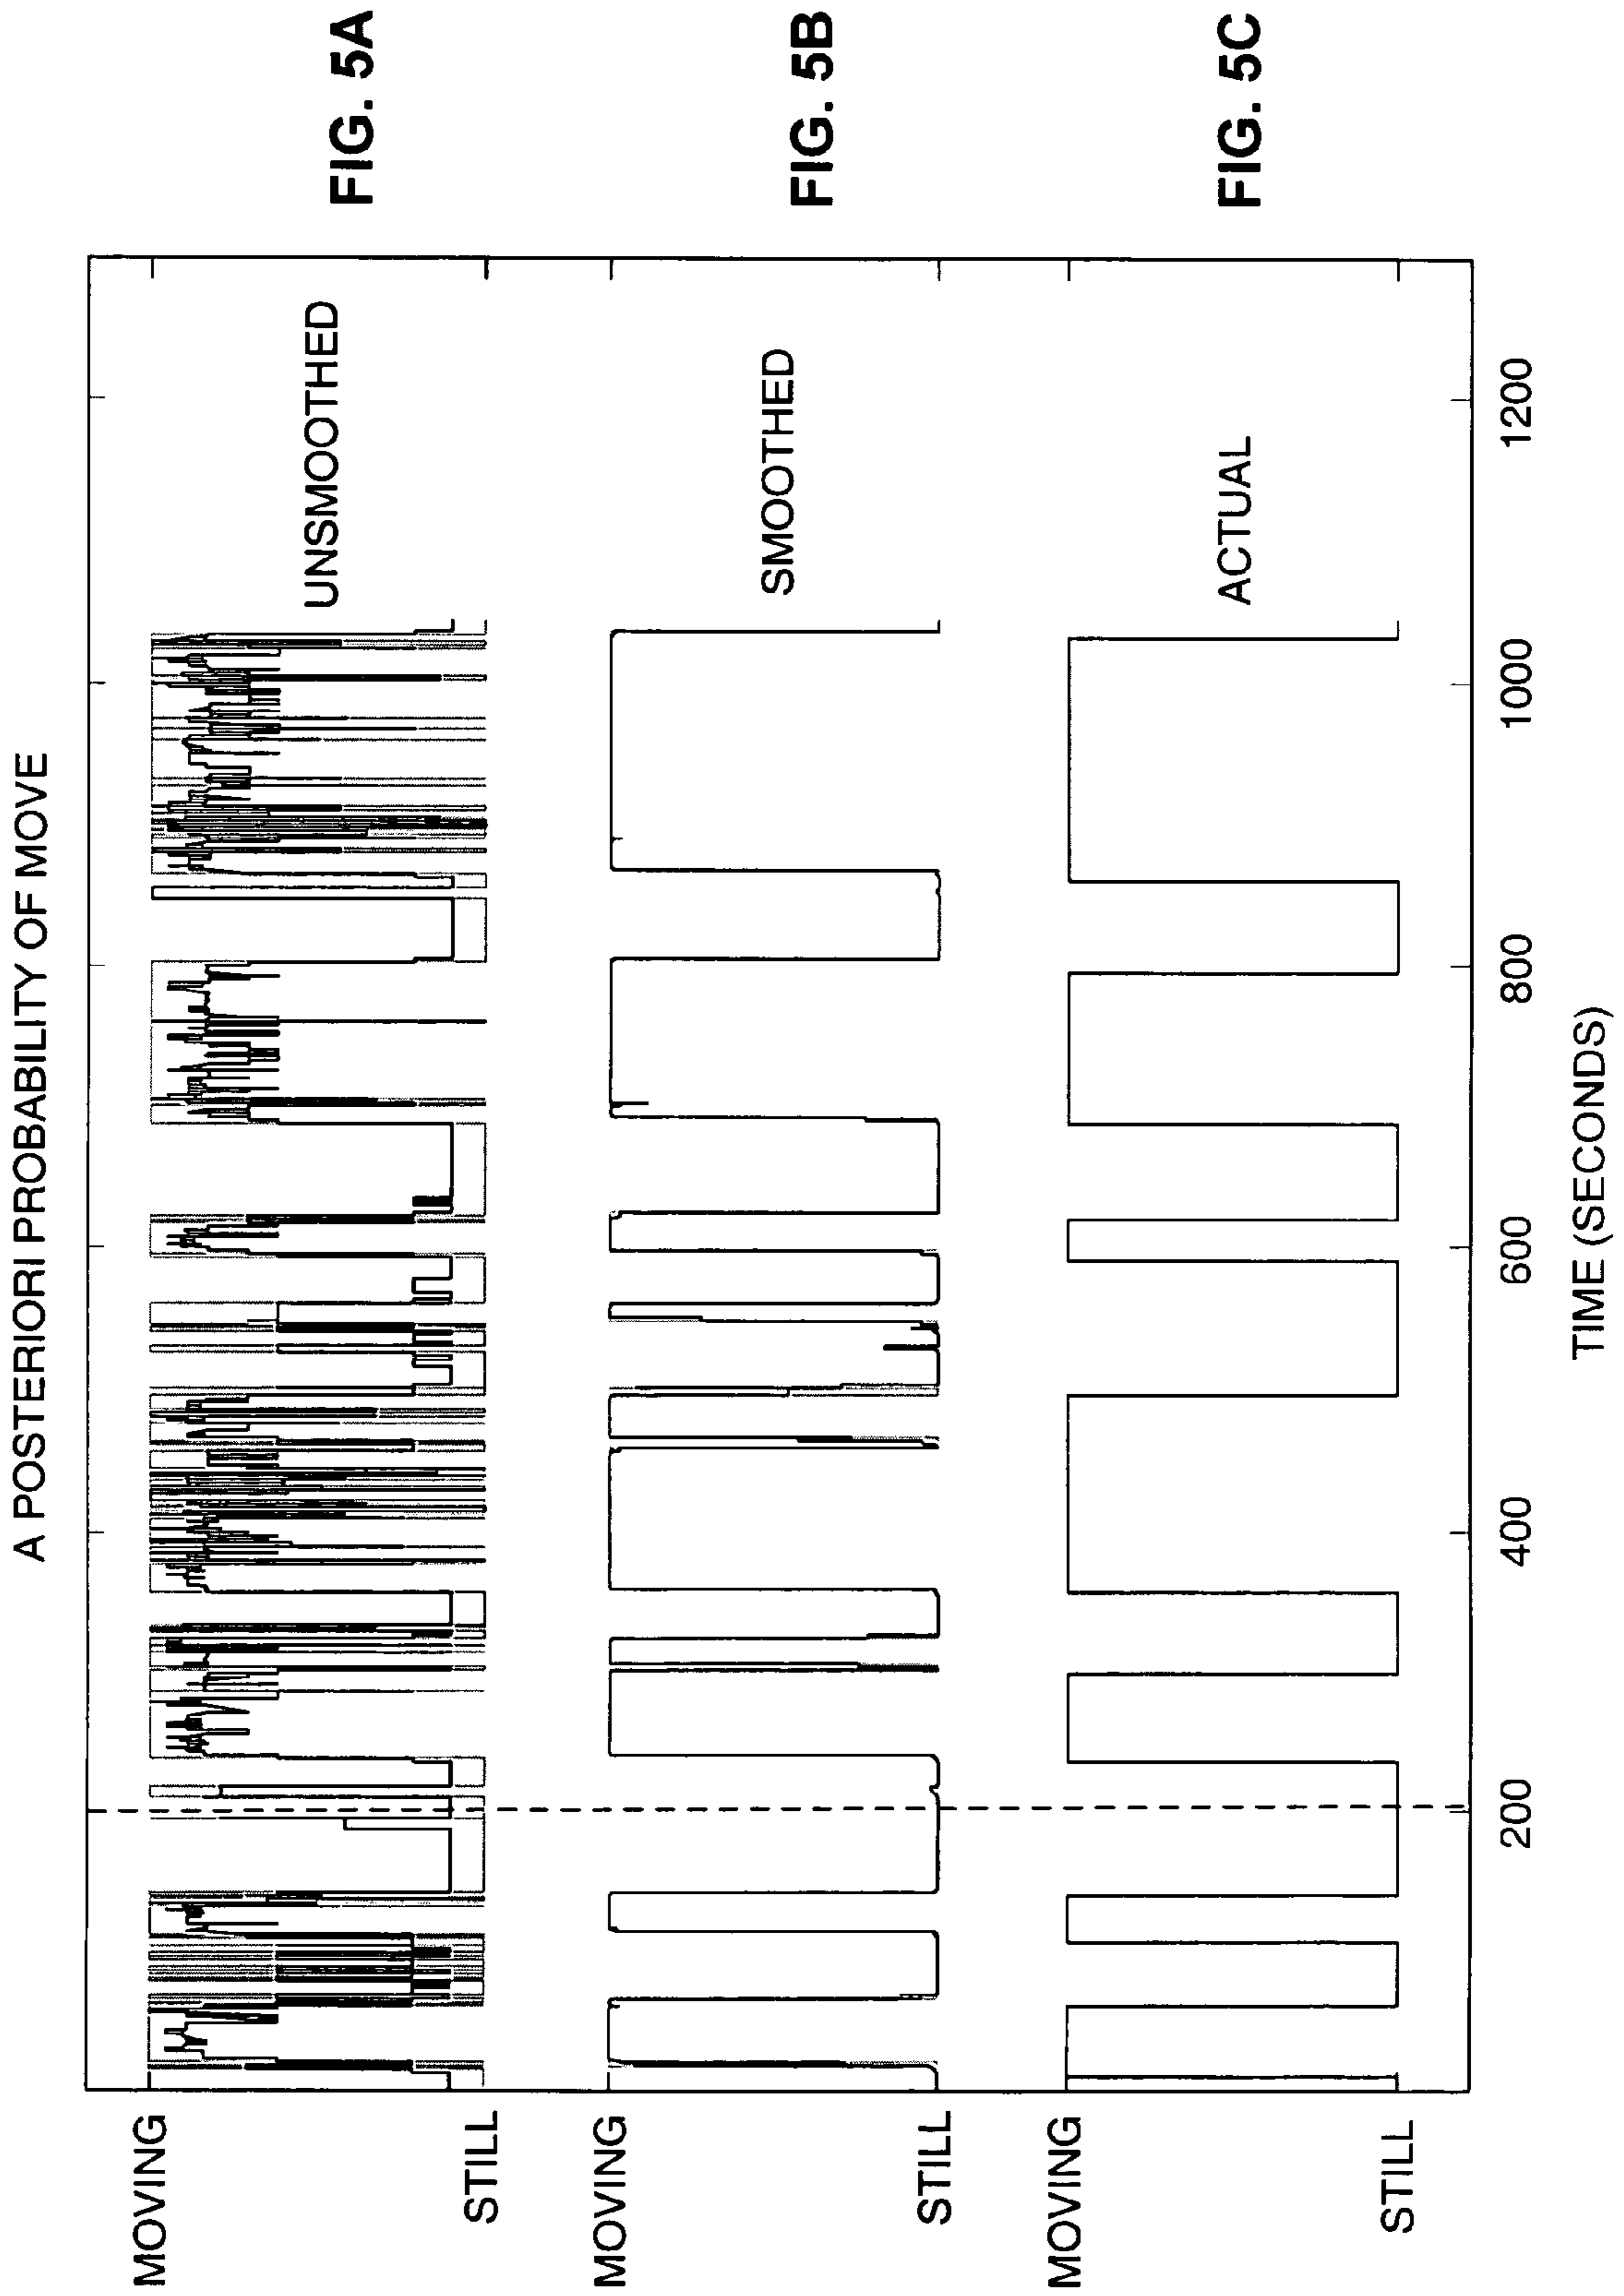 A POSTERIORI PROBABILITY OF MOVE
MOVING
STILL
UNSMOOTHED
FIG. 5A
MOVING
STILL
SMOOTHED
FIG. 5B
MOVING
STILL
ACTUAL
FIG. 5C
200 400 600 800 1000 1200
TIME (SECONDS)